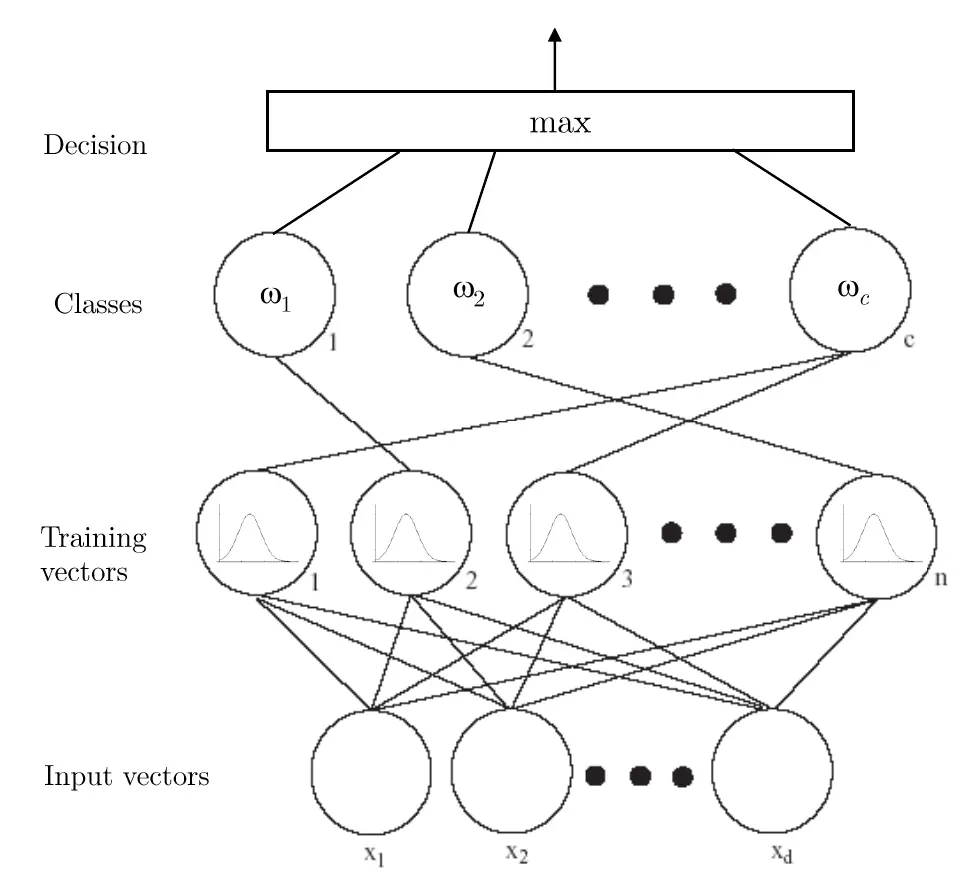 max
Decision
ω1 ω2 ωc
Classes
1 2 c
Training
vectors
1 2 3 n
Input vectors
x1 x2 xd